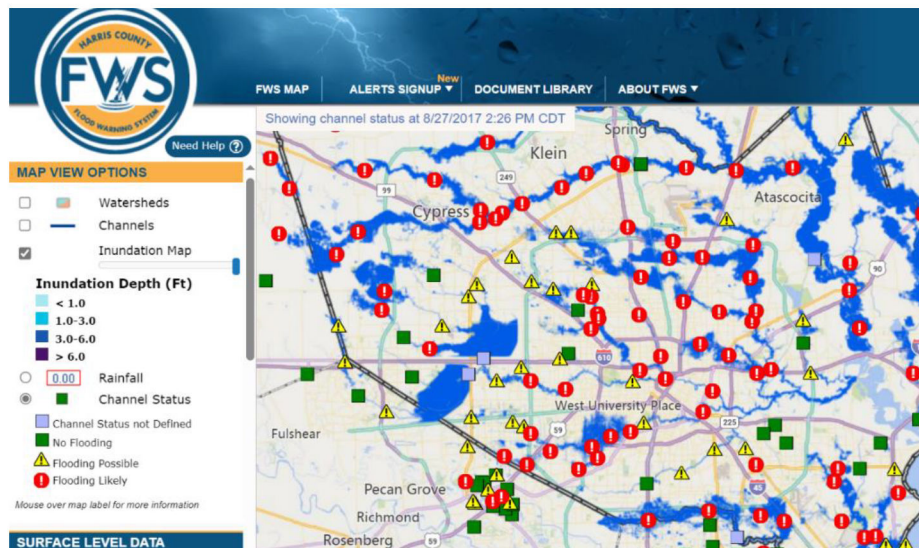 HARRIS COUNTY
FWS
FLOOD WARNING SYSTEM
FWS MAP
New
ALERTS SIGNUP ▼
DOCUMENT LIBRARY
ABOUT FWS ▼
Need Help ?
MAP VIEW OPTIONS
Watersheds
Channels
Inundation Map
Inundation Depth (Ft)
< 1.0
1.0-3.0
3.0-6.0
> 6.0
0.00 Rainfall
Channel Status
Channel Status not Defined
No Flooding
Flooding Possible
Flooding Likely
Mouse over map label for more information
SURFACE LEVEL DATA
Showing channel status at 8/27/2017 2:26 PM CDT
Spring
Klein
249
99
Atascocita
Cypress
90
610
West University Place
225
59
Fulshear
Pecan Grove
45
Richmond
Rosenberg
59